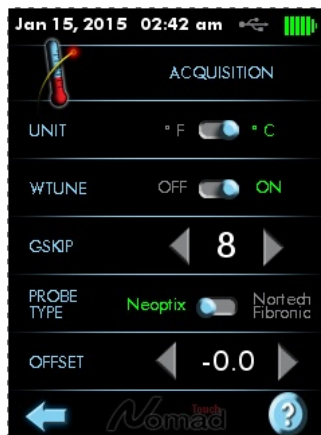 Jan 15, 2015 02:42 am
ACQUISITION
UNIT ° F ° C
WTUNE OFF ON
GSKIP 8
PROBE TYPE Neoptix Nortech Fibronic
OFFSET -0.0
Touch
Nomad
?